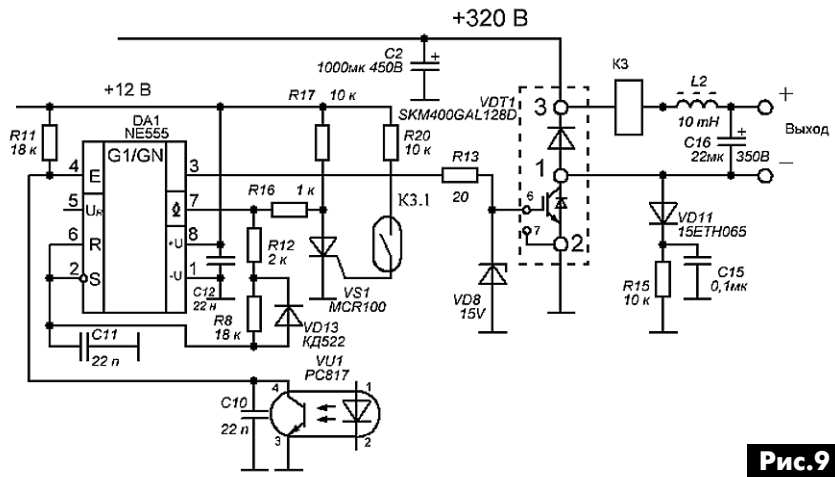 +320 В
C2
1000мк 450В
+
+12 В
R17 10 к
VDT1
SKM400GAL128D
К3
L2
10 mH
+
Выход
C16
22мк
+
350В
−
DA1
NE555
R11
18 к
G1/GN
R20
10 к
R13
20
3
1
2
6
7
4
E
3
5
UR
7
6
R
8
+U
2
S
1
-U
R16 1 к
К3.1
R12
2 к
VS1
MCR100
C12
22 н
R8
18 к
VD13
КД522
VD8
15V
VD11
15ETH065
R15
10 к
C15
0,1мк
C11
22 п
VU1
PC817
4
1
3
2
C10
22 п
Рис.9